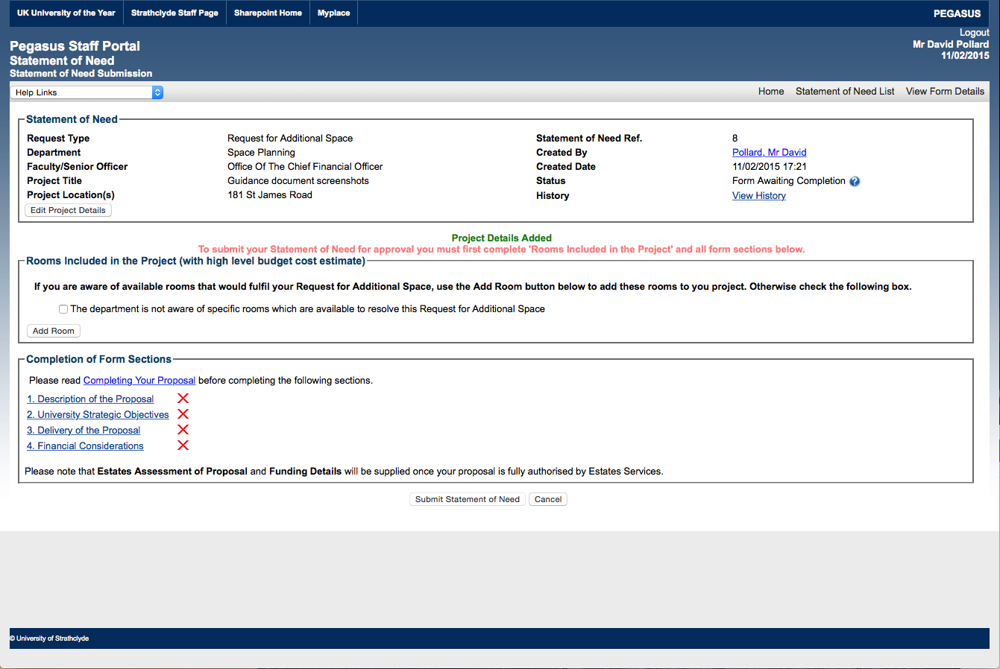 UK University of the Year Strathclyde Staff Page Sharepoint Home Myplace PEGASUS
Logout
Pegasus Staff Portal Mr David Pollard
Statement of Need 11/02/2015
Statement of Need Submission
Help Links Home Statement of Need List View Form Details
Statement of Need
Request Type Request for Additional Space Statement of Need Ref. 8
Department Space Planning Created By Pollard, Mr David
Faculty/Senior Officer Office Of The Chief Financial Officer Created Date 11/02/2015 17:21
Project Title Guidance document screenshots Status Form Awaiting Completion ?
Project Location(s) 181 St James Road History View History
Edit Project Details
Project Details Added
To submit your Statement of Need for approval you must first complete 'Rooms Included in the Project' and all form sections below.
Rooms Included in the Project (with high level budget cost estimate)
If you are aware of available rooms that would fulfil your Request for Additional Space, use the Add Room button below to add these rooms to you project. Otherwise check the following box.
The department is not aware of specific rooms which are available to resolve this Request for Additional Space
Add Room
Completion of Form Sections
Please read Completing Your Proposal before completing the following sections.
1. Description of the Proposal
2. University Strategic Objectives
3. Delivery of the Proposal
4. Financial Considerations
Please note that Estates Assessment of Proposal and Funding Details will be supplied once your proposal is fully authorised by Estates Services.
Submit Statement of Need Cancel
© University of Strathclyde